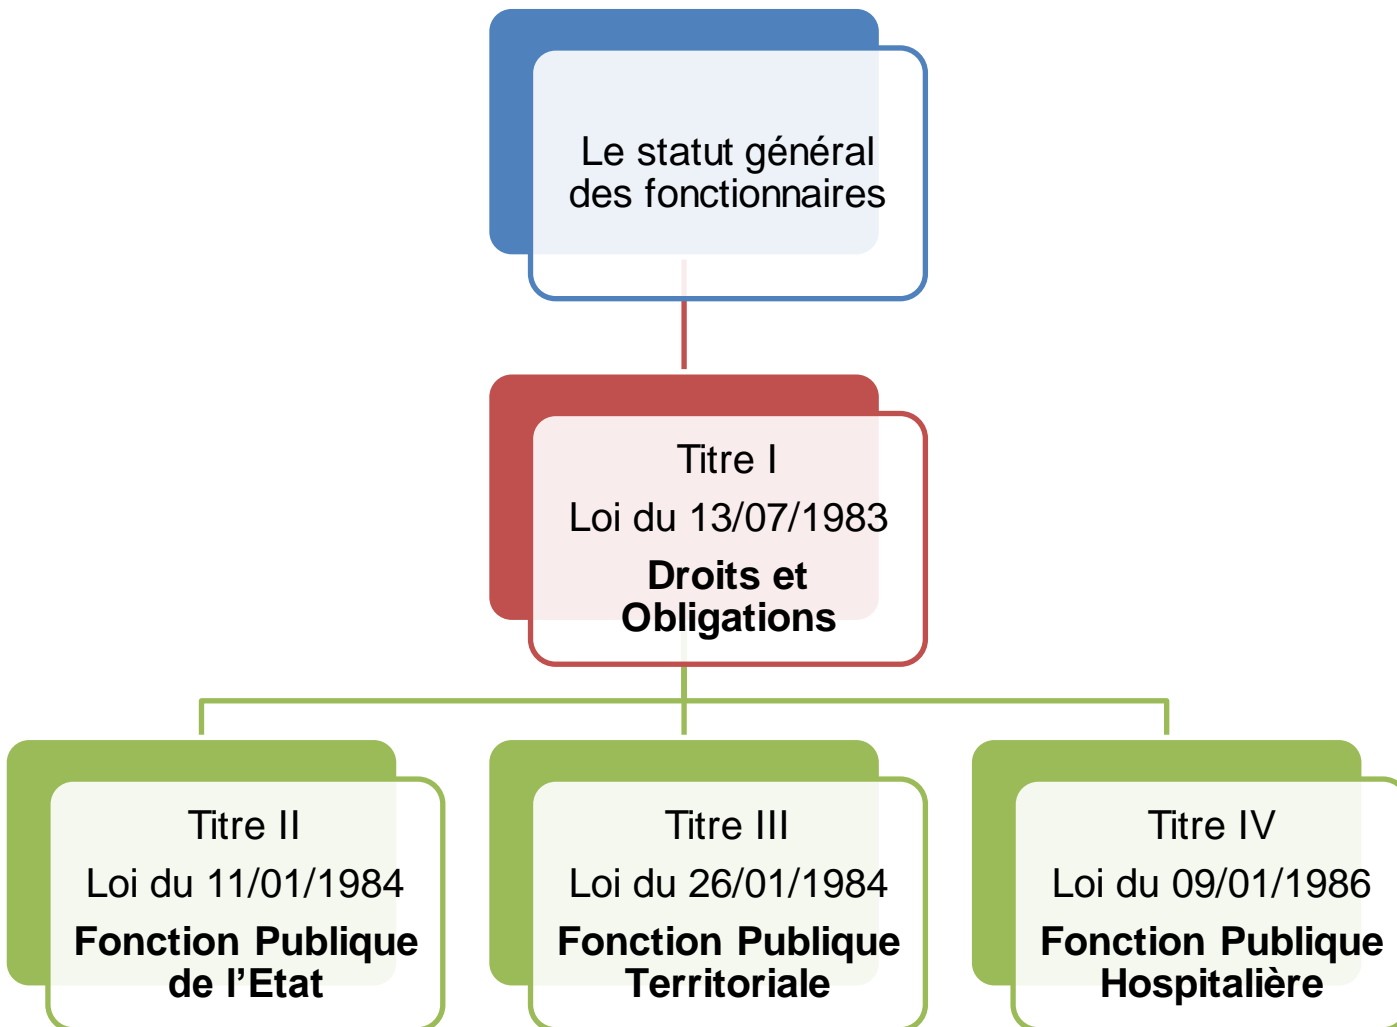 Le statut général
des fonctionnaires
Titre I
Loi du 13/07/1983
Droits et
Obligations
Titre II
Loi du 11/01/1984
Fonction Publique
de l’Etat
Titre III
Loi du 26/01/1984
Fonction Publique
Territoriale
Titre IV
Loi du 09/01/1986
Fonction Publique
Hospitalière